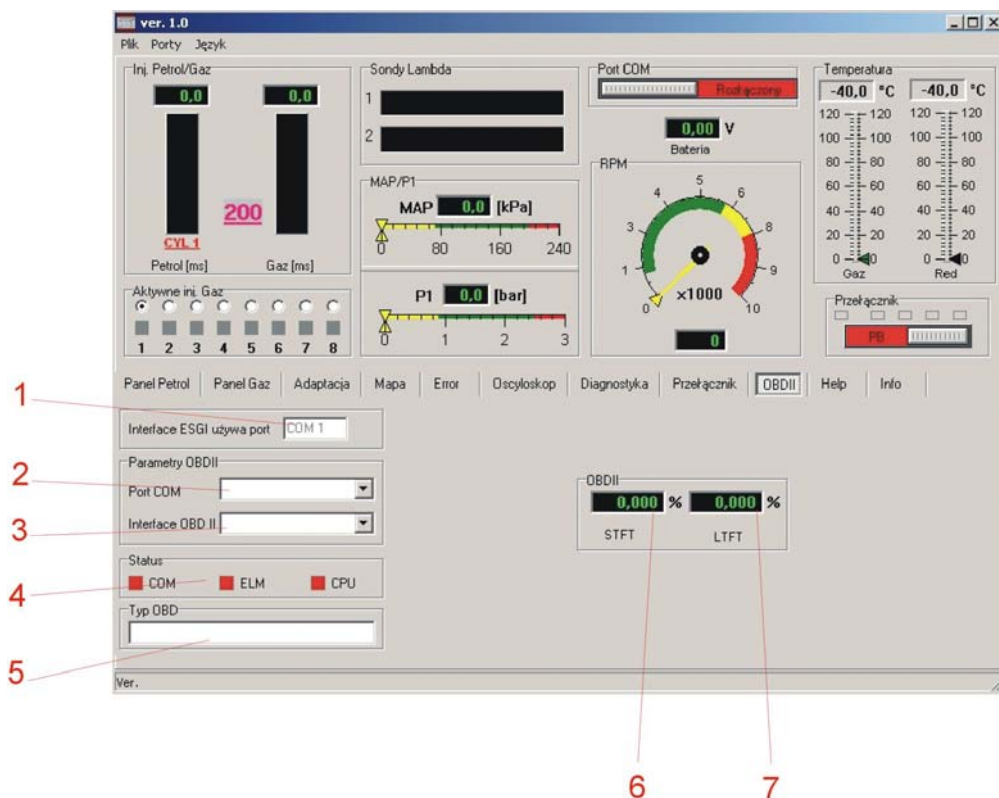 ver. 1.0
Plik Porty Język
Inj. Petrol/Gaz
0,0 0,0
200
CYL 1
Petrol [ms] Gaz [ms]
Aktywne inj. Gaz
1 2 3 4 5 6 7 8
Sondy Lambda
1
2
MAP/P1
MAP 0,0 [kPa]
0 80 160 240
P1 0,0 [bar]
0 1 2 3
Port COM
Rozłączony
0,00 V
Bateria
RPM
0 1 3 4 5 6 8 9 10
x1000
0
Temperatura
-40,0 °C -40,0 °C
120 120 120 120
100 100 100 100
80 80 80 80
60 60 60 60
40 40 40 40
20 20 20 20
0 0 0 0
Gaz Red
Przełącznik
PB
Panel Petrol Panel Gaz Adaptacja Mapa Error Oscyloskop Diagnostyka Przełącznik OBDII Help Info
1
Interface ESGI używa port COM 1
Parametry OBDII
2
Port COM
3
Interface OBD II
Status
4
COM ELM CPU
Typ OBD
5
OBDII
0,000 % 0,000 %
STFT LTFT
Ver.
6 7